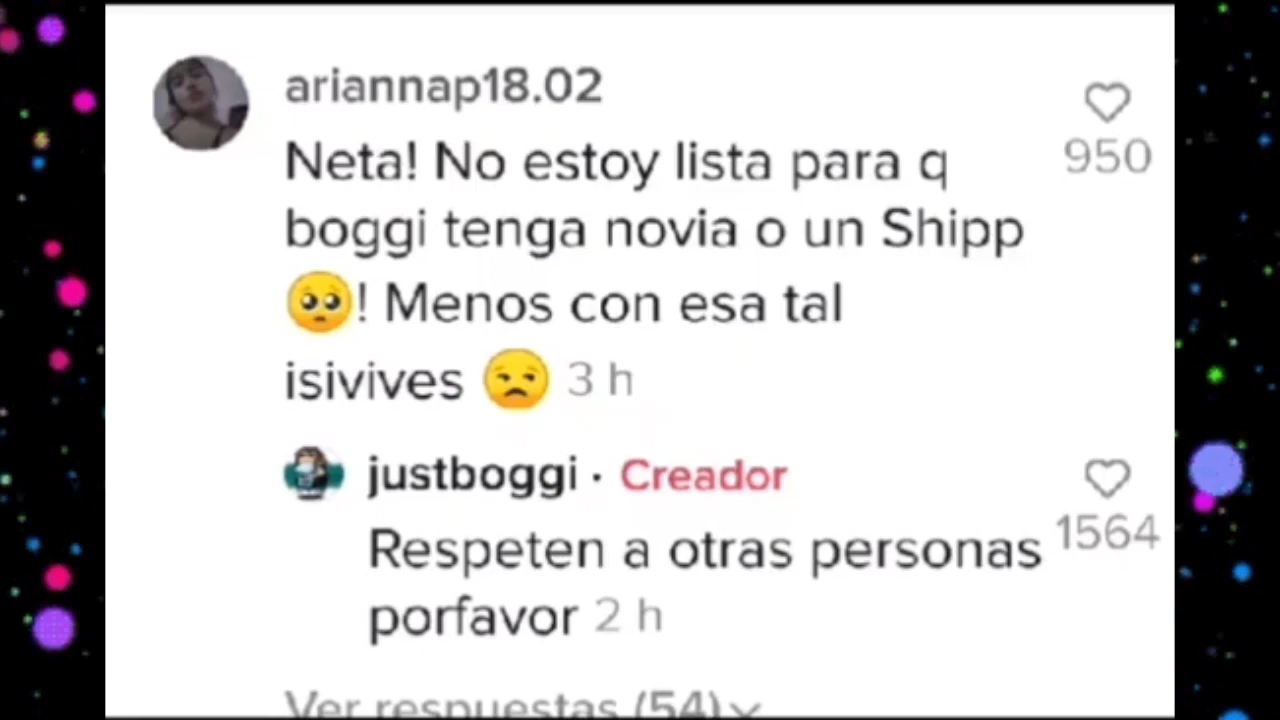 ariannap18.02
950
Neta! No estoy lista para q
boggi tenga novia o un Shipp
🥺! Menos con esa tal
isivives 😒 3 h
justboggi · Creador
1564
Respeten a otras personas
porfavor 2 h
Ver respuestas (54)